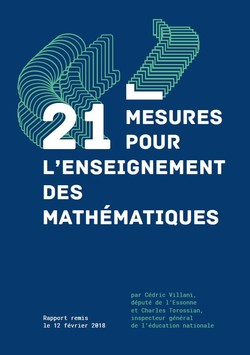 21 MESURES
POUR
L'ENSEIGNEMENT
DES
MATHÉMATIQUES
par Cédric Villani,
député de l'Essonne
et Charles Torossian,
inspecteur général
de l'éducation nationale
Rapport remis
le 12 février 2018